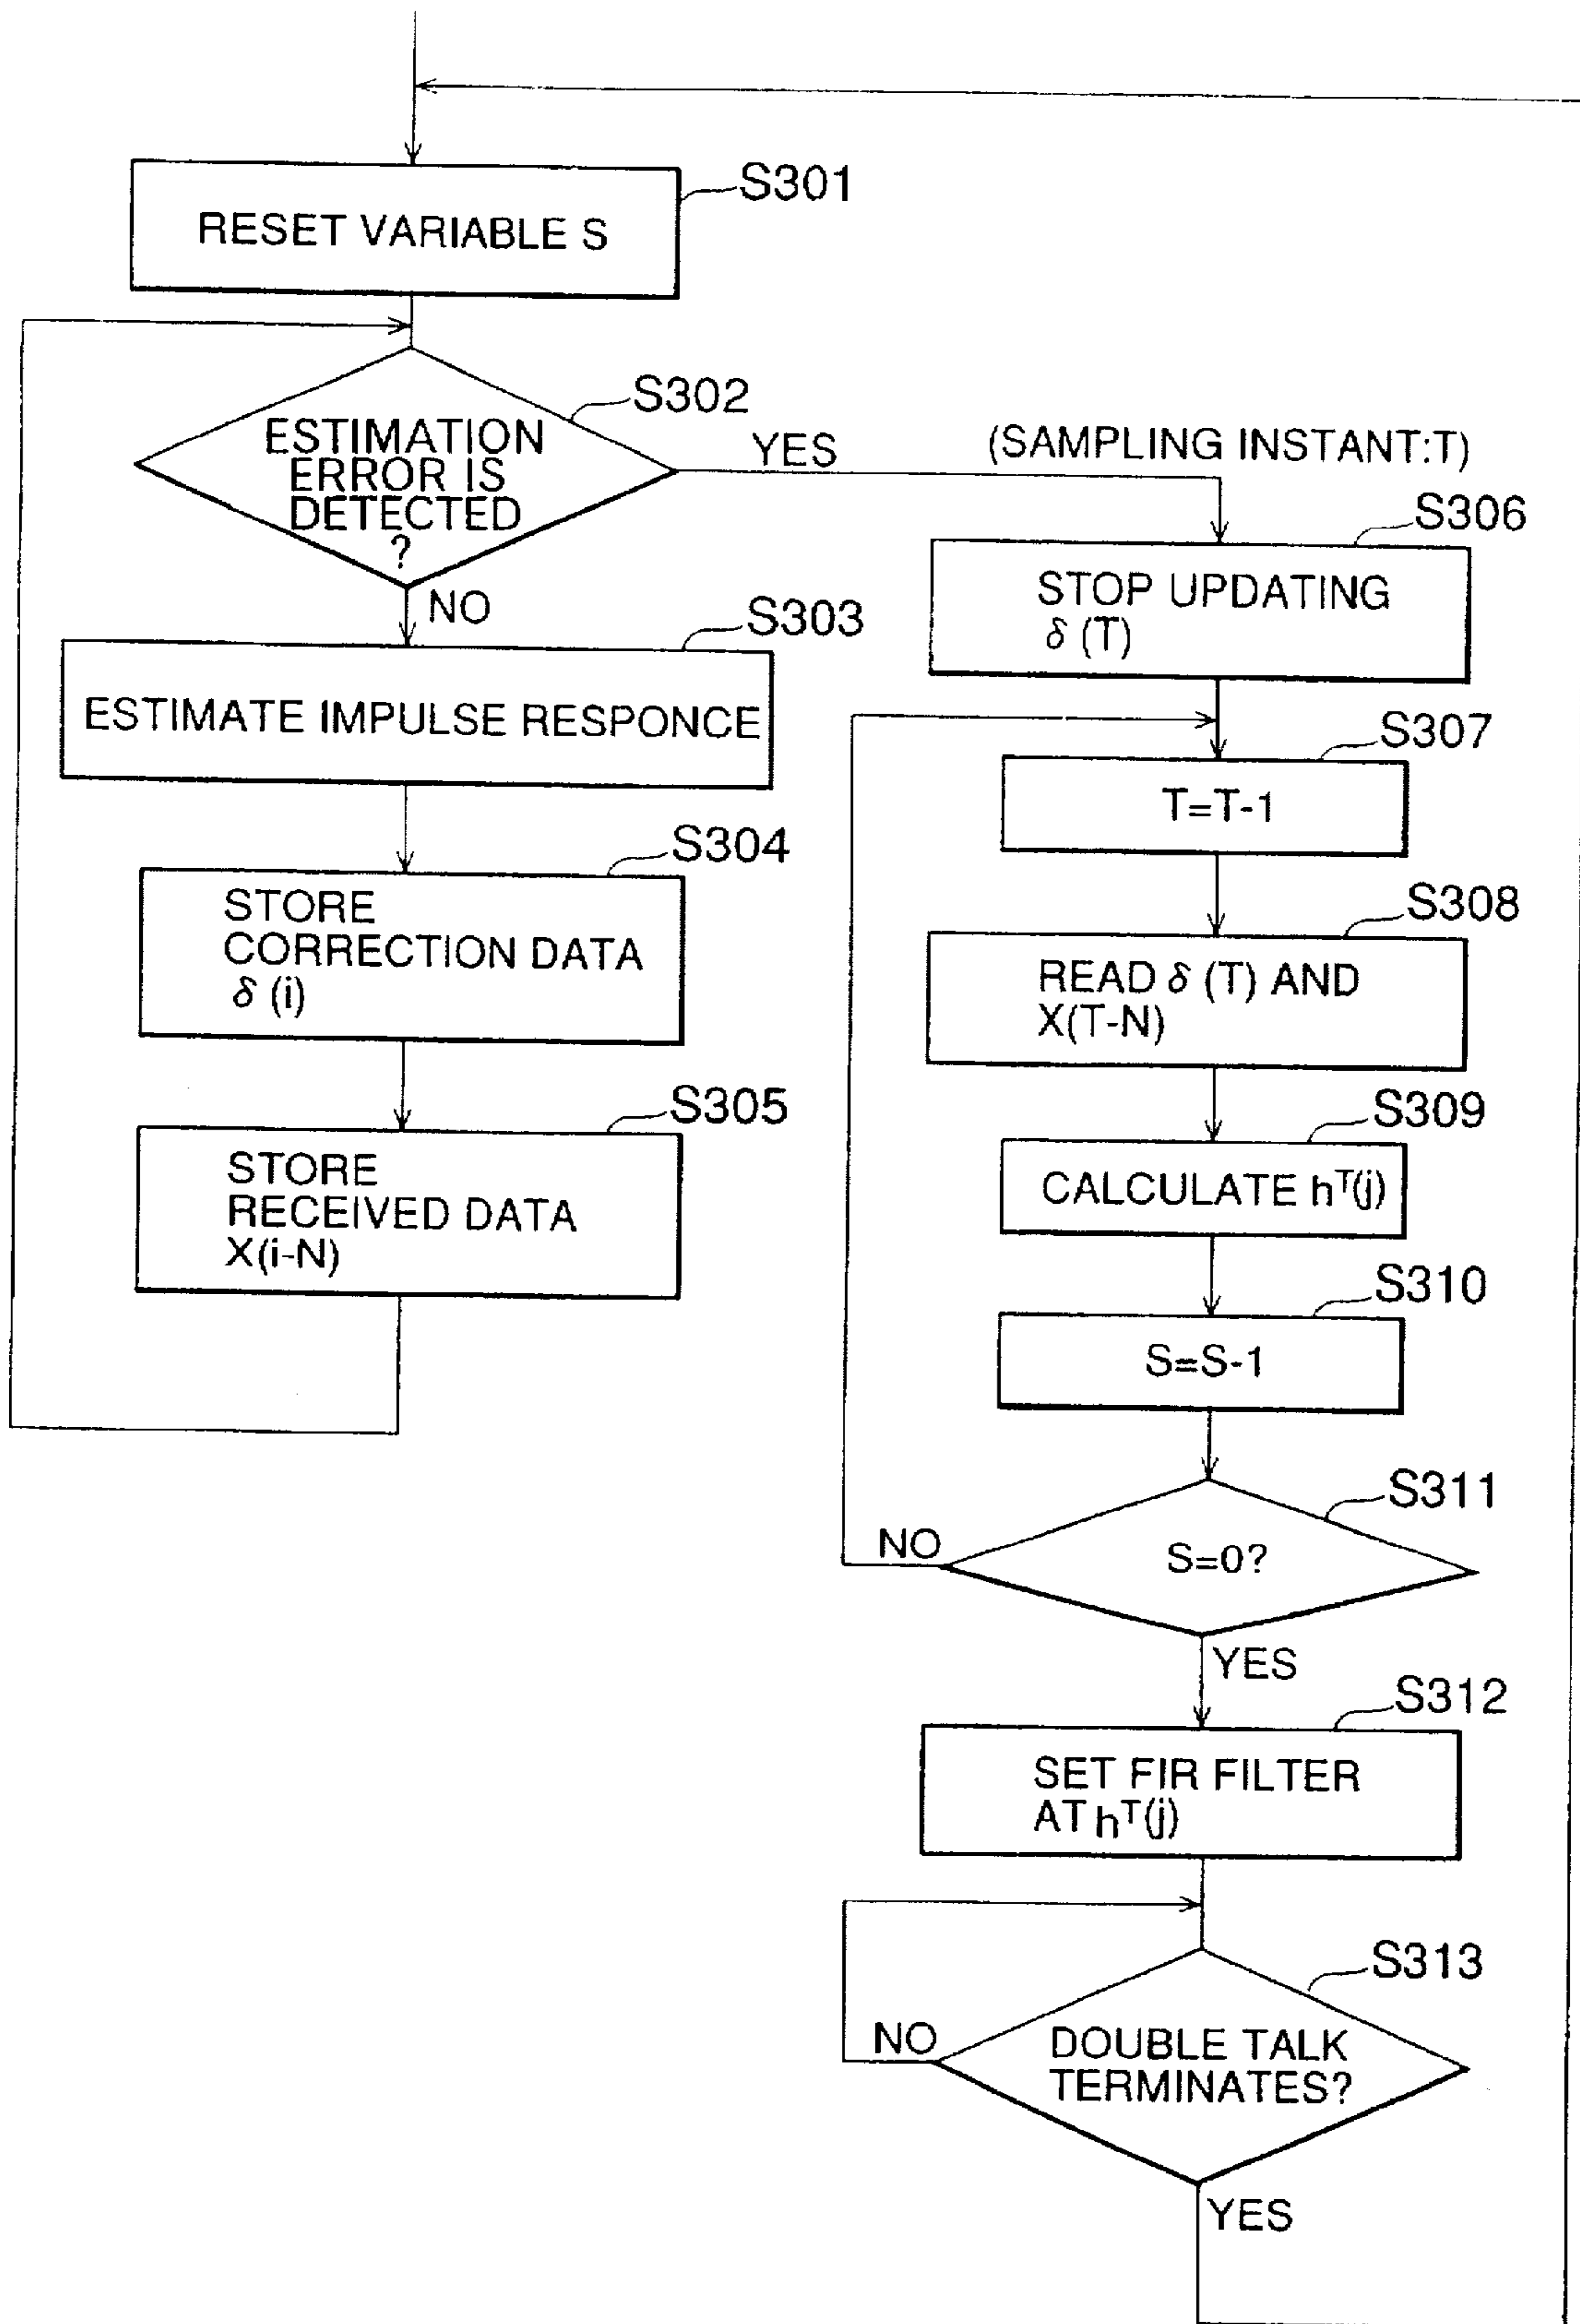 S301
RESET VARIABLE S
S302
ESTIMATION
ERROR IS
DETECTED
?
YES
(SAMPLING INSTANT:T)
NO
S303
ESTIMATE IMPULSE RESPONCE
S304
STORE
CORRECTION DATA
δ (i)
S305
STORE
RECEIVED DATA
X(i-N)
S306
STOP UPDATING
δ (T)
S307
T=T-1
S308
READ δ (T) AND
X(T-N)
S309
CALCULATE hᵀ(j)
S310
S=S-1
S311
S=0?
NO
YES
S312
SET FIR FILTER
AT hᵀ(j)
S313
DOUBLE TALK
TERMINATES?
NO
YES